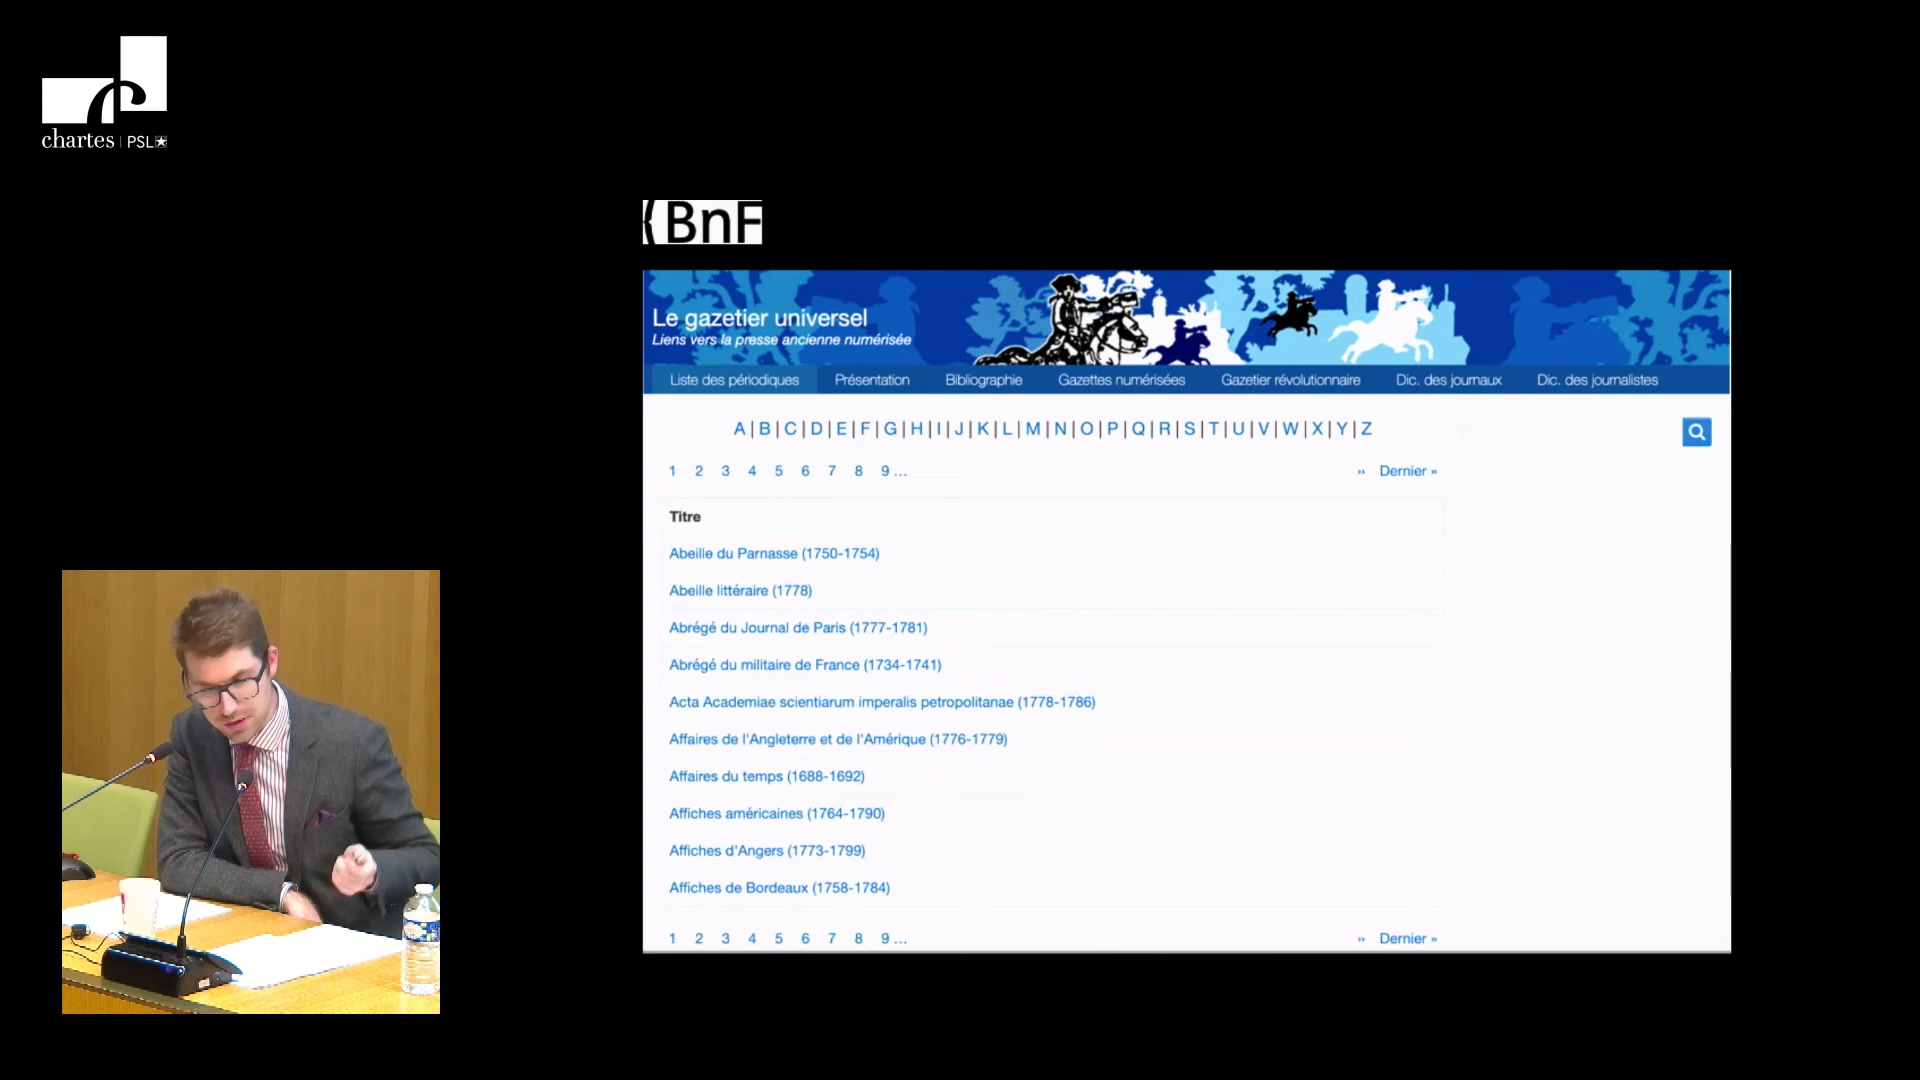 chartes | PSL
BnF
Le gazetier universel
Liens vers la presse ancienne numérisée
Liste des périodiques Présentation Bibliographie Gazettes numérisées Gazetier révolutionnaire Dic. des journaux Dic. des journalistes
A | B | C | D | E | F | G | H | I | J | K | L | M | N | O | P | Q | R | S | T | U | V | W | X | Y | Z
1 2 3 4 5 6 7 8 9 ... ›› Dernier »
Titre
Abeille du Parnasse (1750-1754)
Abeille littéraire (1778)
Abrégé du Journal de Paris (1777-1781)
Abrégé du militaire de France (1734-1741)
Acta Academiae scientiarum imperalis petropolitanae (1778-1786)
Affaires de l'Angleterre et de l'Amérique (1776-1779)
Affaires du temps (1688-1692)
Affiches américaines (1764-1790)
Affiches d'Angers (1773-1799)
Affiches de Bordeaux (1758-1784)
1 2 3 4 5 6 7 8 9 ... ›› Dernier »